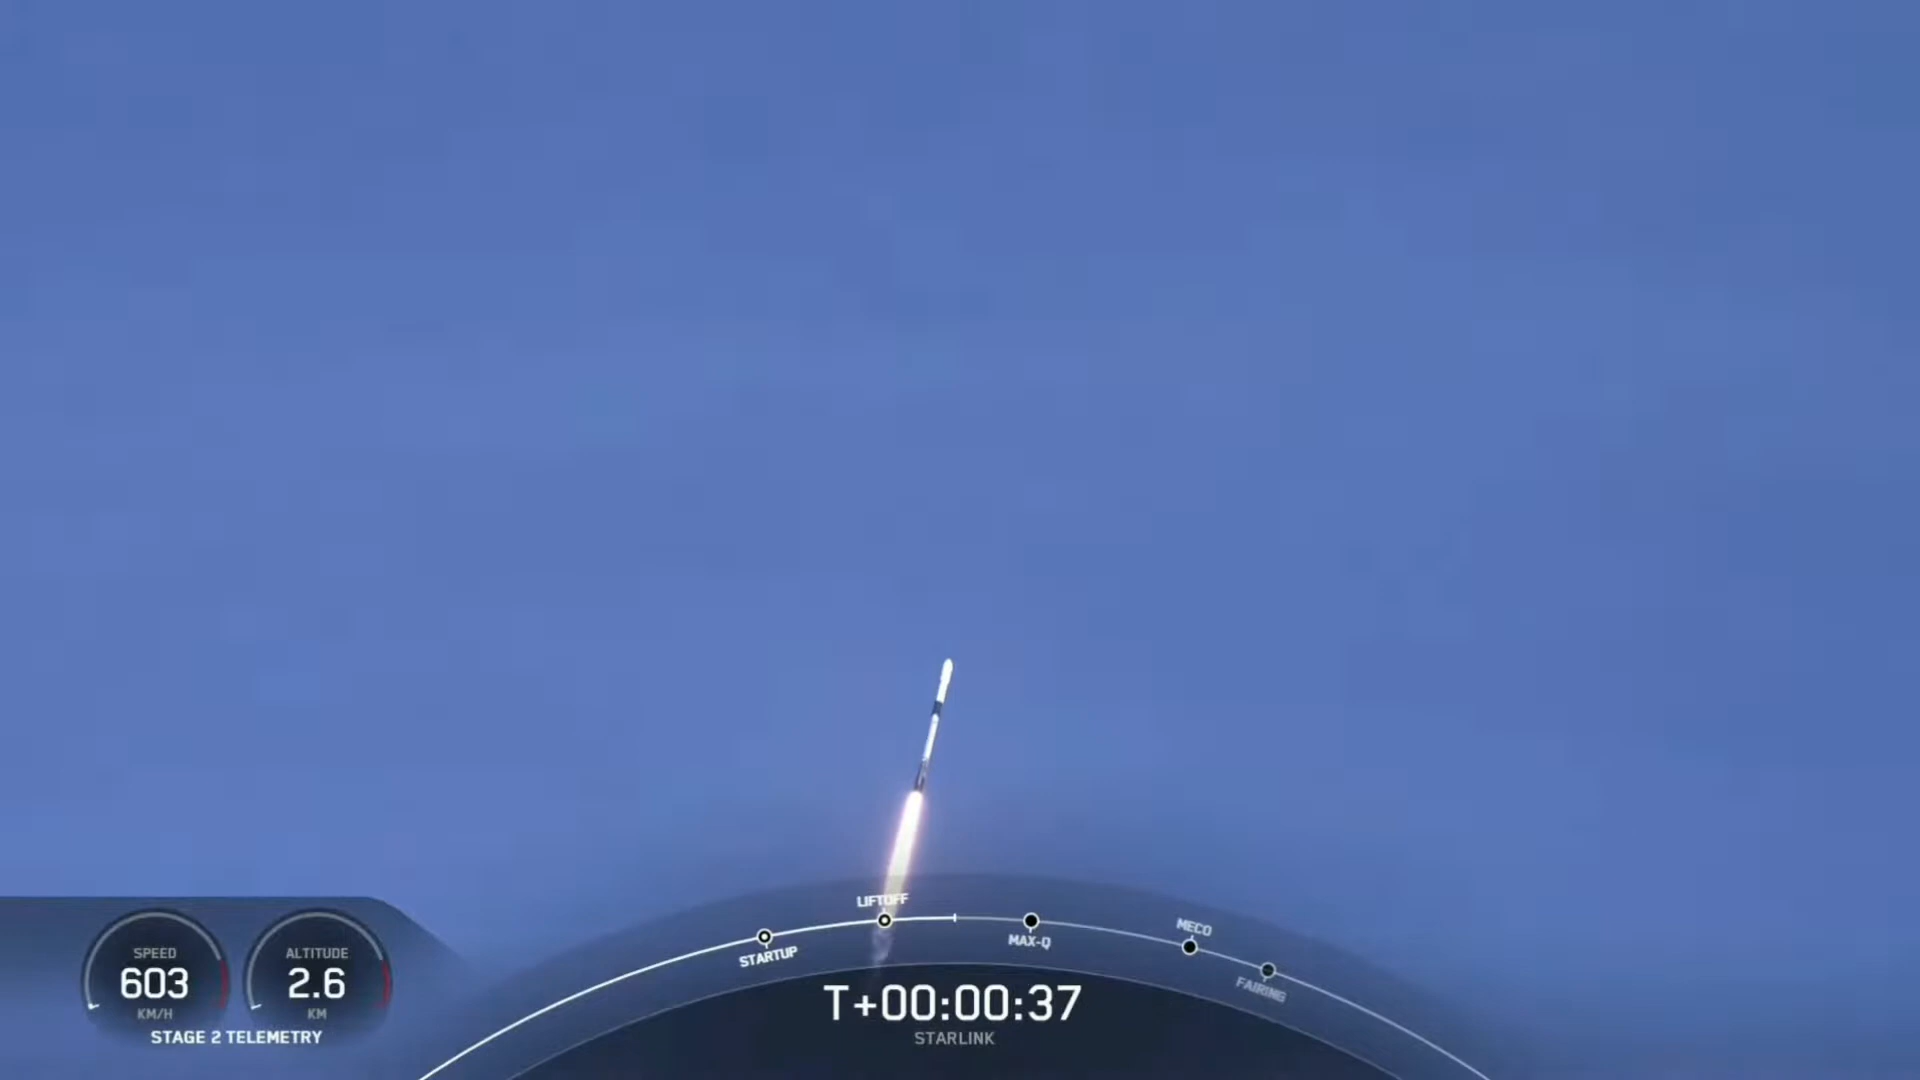 LIFTOFF
STARTUP
MAX-Q
MECO
FAIRING
SPEED
603
KM/H
ALTITUDE
2.6
KM
STAGE 2 TELEMETRY
T+00:00:37
STARLINK